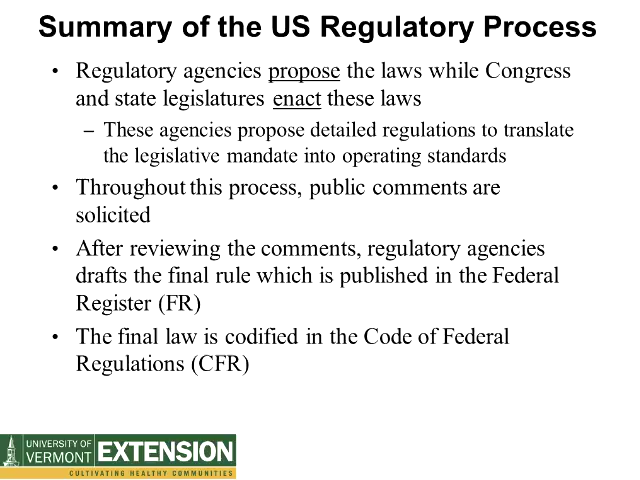 Summary of the US Regulatory Process
• Regulatory agencies propose the laws while Congress
and state legislatures enact these laws
– These agencies propose detailed regulations to translate
the legislative mandate into operating standards
• Throughout this process, public comments are
solicited
• After reviewing the comments, regulatory agencies
drafts the final rule which is published in the Federal
Register (FR)
• The final law is codified in the Code of Federal
Regulations (CFR)
UNIVERSITY OF
VERMONT EXTENSION
CULTIVATING HEALTHY COMMUNITIES